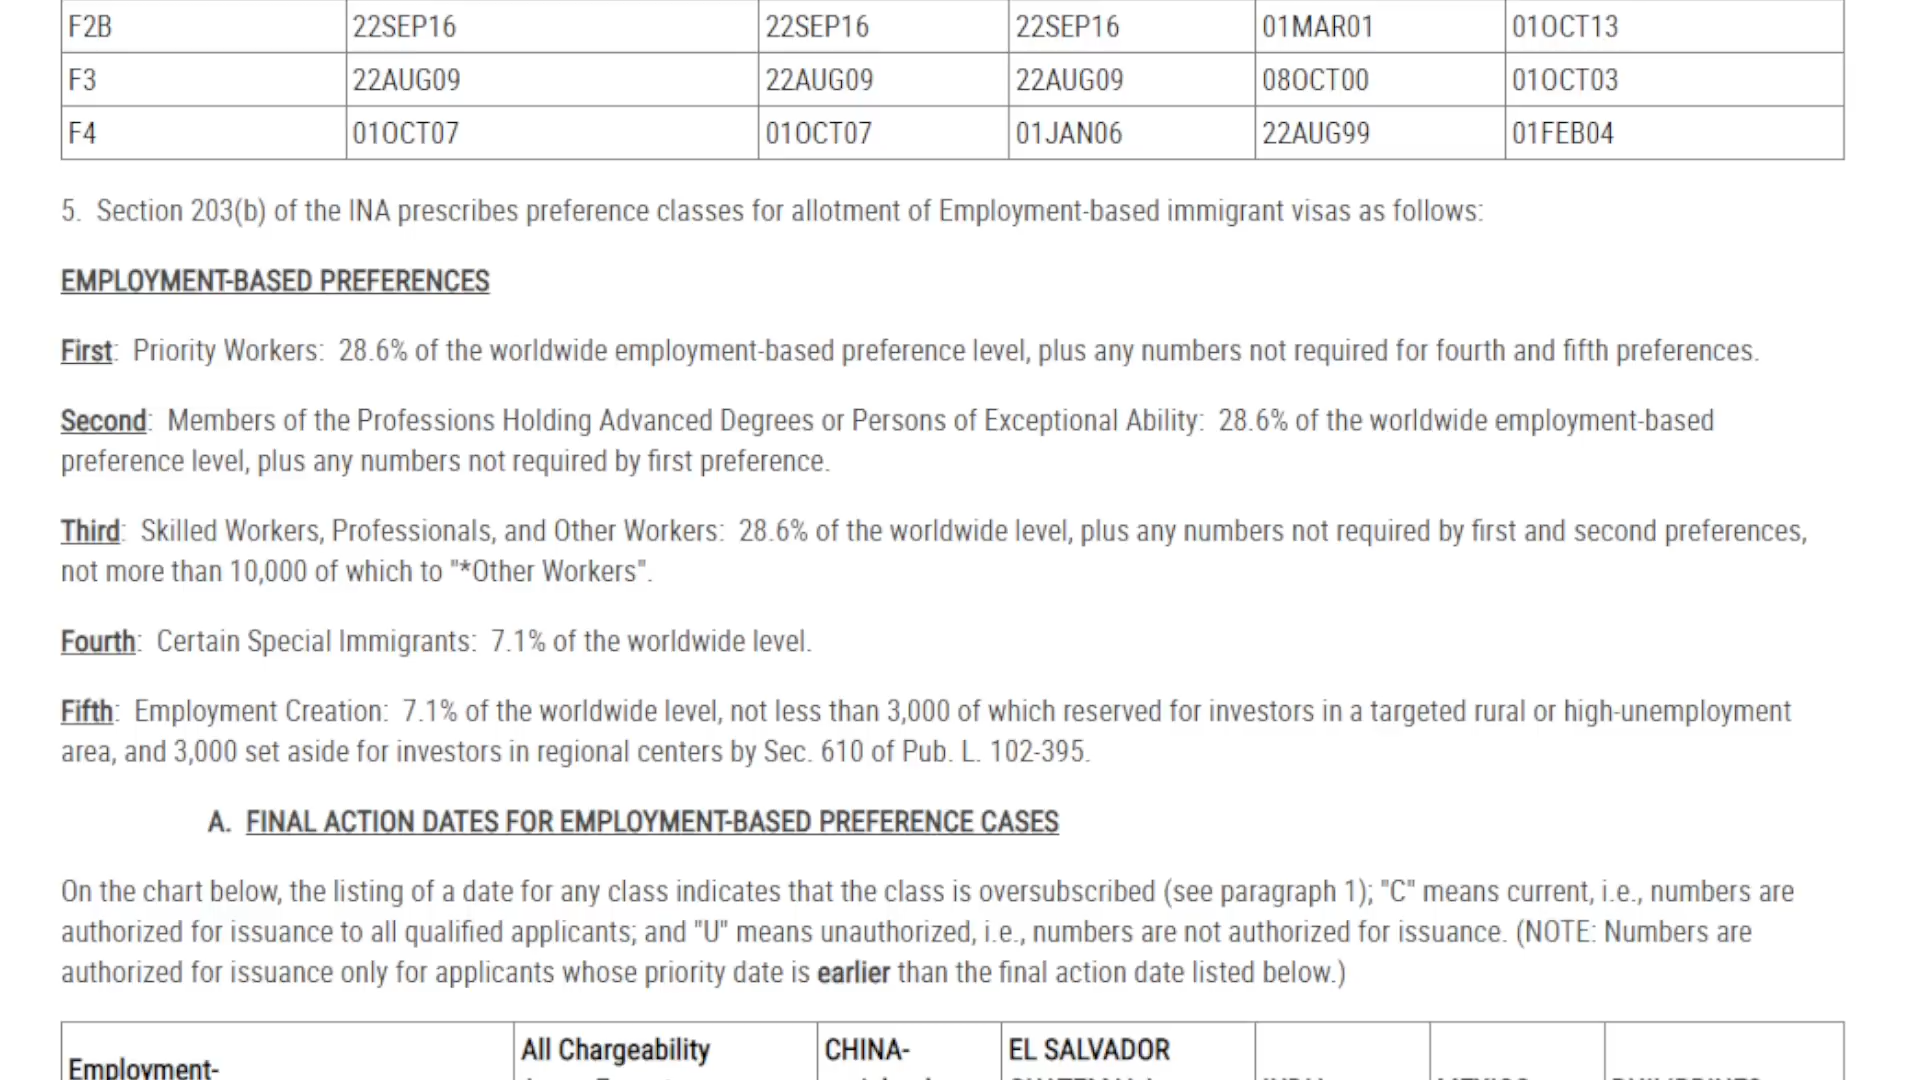 F2B 22SEP16 22SEP16 22SEP16 01MAR01 01OCT13
F3 22AUG09 22AUG09 22AUG09 08OCT00 01OCT03
F4 01OCT07 01OCT07 01JAN06 22AUG99 01FEB04
5. Section 203(b) of the INA prescribes preference classes for allotment of Employment-based immigrant visas as follows:
EMPLOYMENT-BASED PREFERENCES
First: Priority Workers: 28.6% of the worldwide employment-based preference level, plus any numbers not required for fourth and fifth preferences.
Second: Members of the Professions Holding Advanced Degrees or Persons of Exceptional Ability: 28.6% of the worldwide employment-based
preference level, plus any numbers not required by first preference.
Third: Skilled Workers, Professionals, and Other Workers: 28.6% of the worldwide level, plus any numbers not required by first and second preferences,
not more than 10,000 of which to "*Other Workers".
Fourth: Certain Special Immigrants: 7.1% of the worldwide level.
Fifth: Employment Creation: 7.1% of the worldwide level, not less than 3,000 of which reserved for investors in a targeted rural or high-unemployment
area, and 3,000 set aside for investors in regional centers by Sec. 610 of Pub. L. 102-395.
A. FINAL ACTION DATES FOR EMPLOYMENT-BASED PREFERENCE CASES
On the chart below, the listing of a date for any class indicates that the class is oversubscribed (see paragraph 1); "C" means current, i.e., numbers are
authorized for issuance to all qualified applicants; and "U" means unauthorized, i.e., numbers are not authorized for issuance. (NOTE: Numbers are
authorized for issuance only for applicants whose priority date is earlier than the final action date listed below.)
All Chargeability CHINA- EL SALVADOR
Employment-